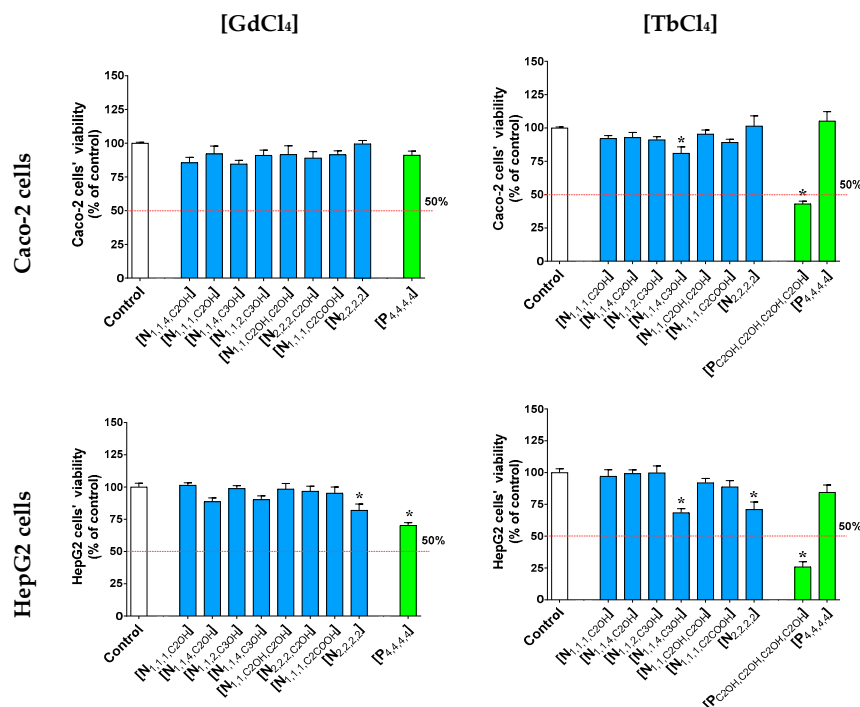 [GdCl₄]
[TbCl₄]
Caco-2 cells
Caco-2 cells' viability
(% of control)
150
125
100
75
50
25
0
50%
Control
[N1,1,4,C2OH]
[N1,1,1,C2OH]
[N1,1,4,C3OH]
[N1,1,2,C3OH]
[N1,1,C2OH,C2OH]
[N2,2,2,C2OH]
[N1,1,1,C2COOH]
[N2,2,2,2]
[P4,4,4,4]
Caco-2 cells' viability
(% of control)
150
125
100
75
50
25
0
*
*
50%
Control
[N1,1,1,C2OH]
[N1,1,4,C2OH]
[N1,1,2,C3OH]
[N1,1,4,C3OH]
[N1,1,C2OH,C2OH]
[N1,1,1,C2COOH]
[N2,2,2,2]
[PC2OH,C2OH,C2OH,C2OH]
[P4,4,4,4]
HepG2 cells
HepG2 cells' viability
(% of control)
150
125
100
75
50
25
0
*
*
50%
Control
[N1,1,1,C2OH]
[N1,1,4,C2OH]
[N1,1,2,C3OH]
[N1,1,4,C3OH]
[N1,1,C2OH,C2OH]
[N2,2,2,C2OH]
[N1,1,1,C2COOH]
[N2,2,2,2]
[P4,4,4,4]
HepG2 cells' viability
(% of control)
150
125
100
75
50
25
0
*
*
*
50%
Control
[N1,1,1,C2OH]
[N1,1,4,C2OH]
[N1,1,2,C3OH]
[N1,1,4,C3OH]
[N1,1,C2OH,C2OH]
[N1,1,1,C2COOH]
[N2,2,2,2]
[PC2OH,C2OH,C2OH,C2OH]
[P4,4,4,4]